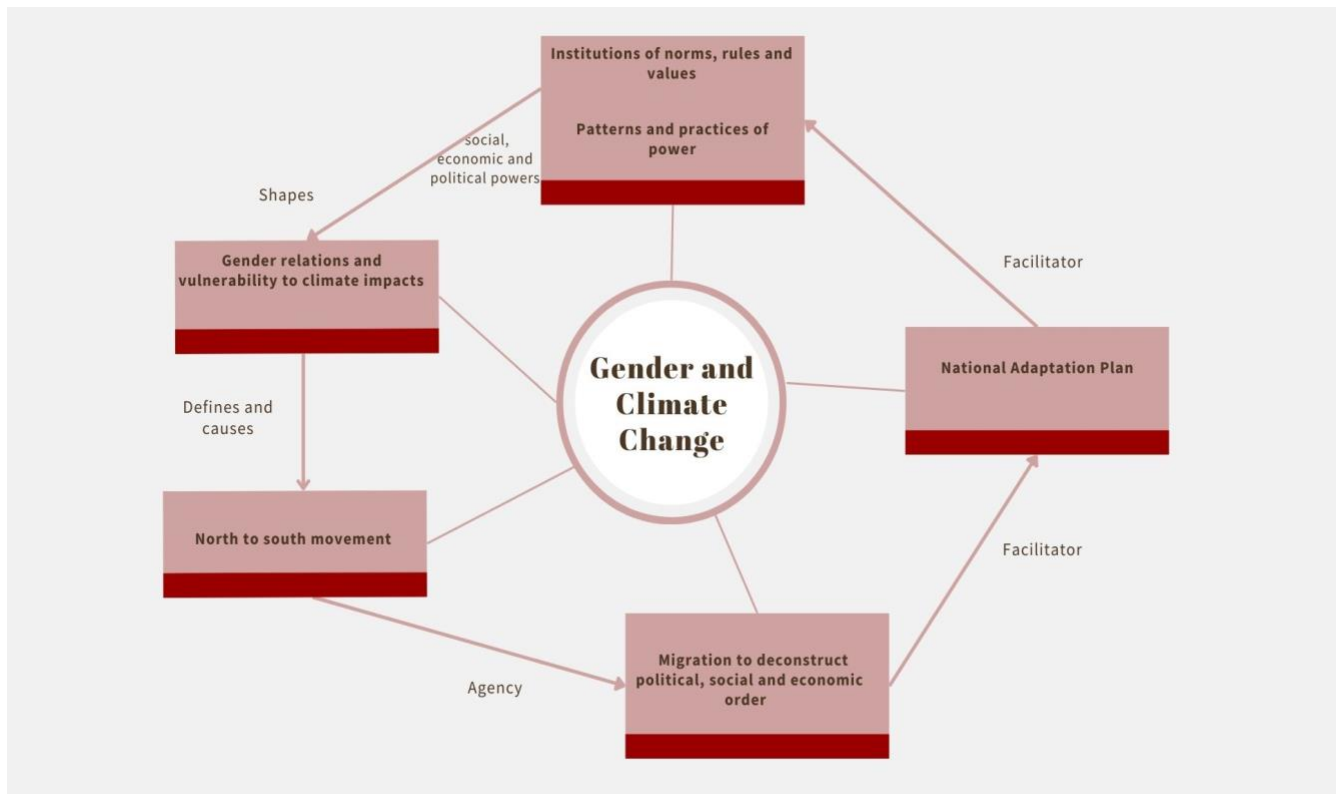 Institutions of norms, rules and
values
Patterns and practices of
power
social,
economic and
political powers
Shapes
Gender relations and
vulnerability to climate impacts
Facilitator
Gender and
Climate
Change
National Adaptation Plan
Defines and
causes
North to south movement
Facilitator
Migration to deconstruct
political, social and economic
order
Agency